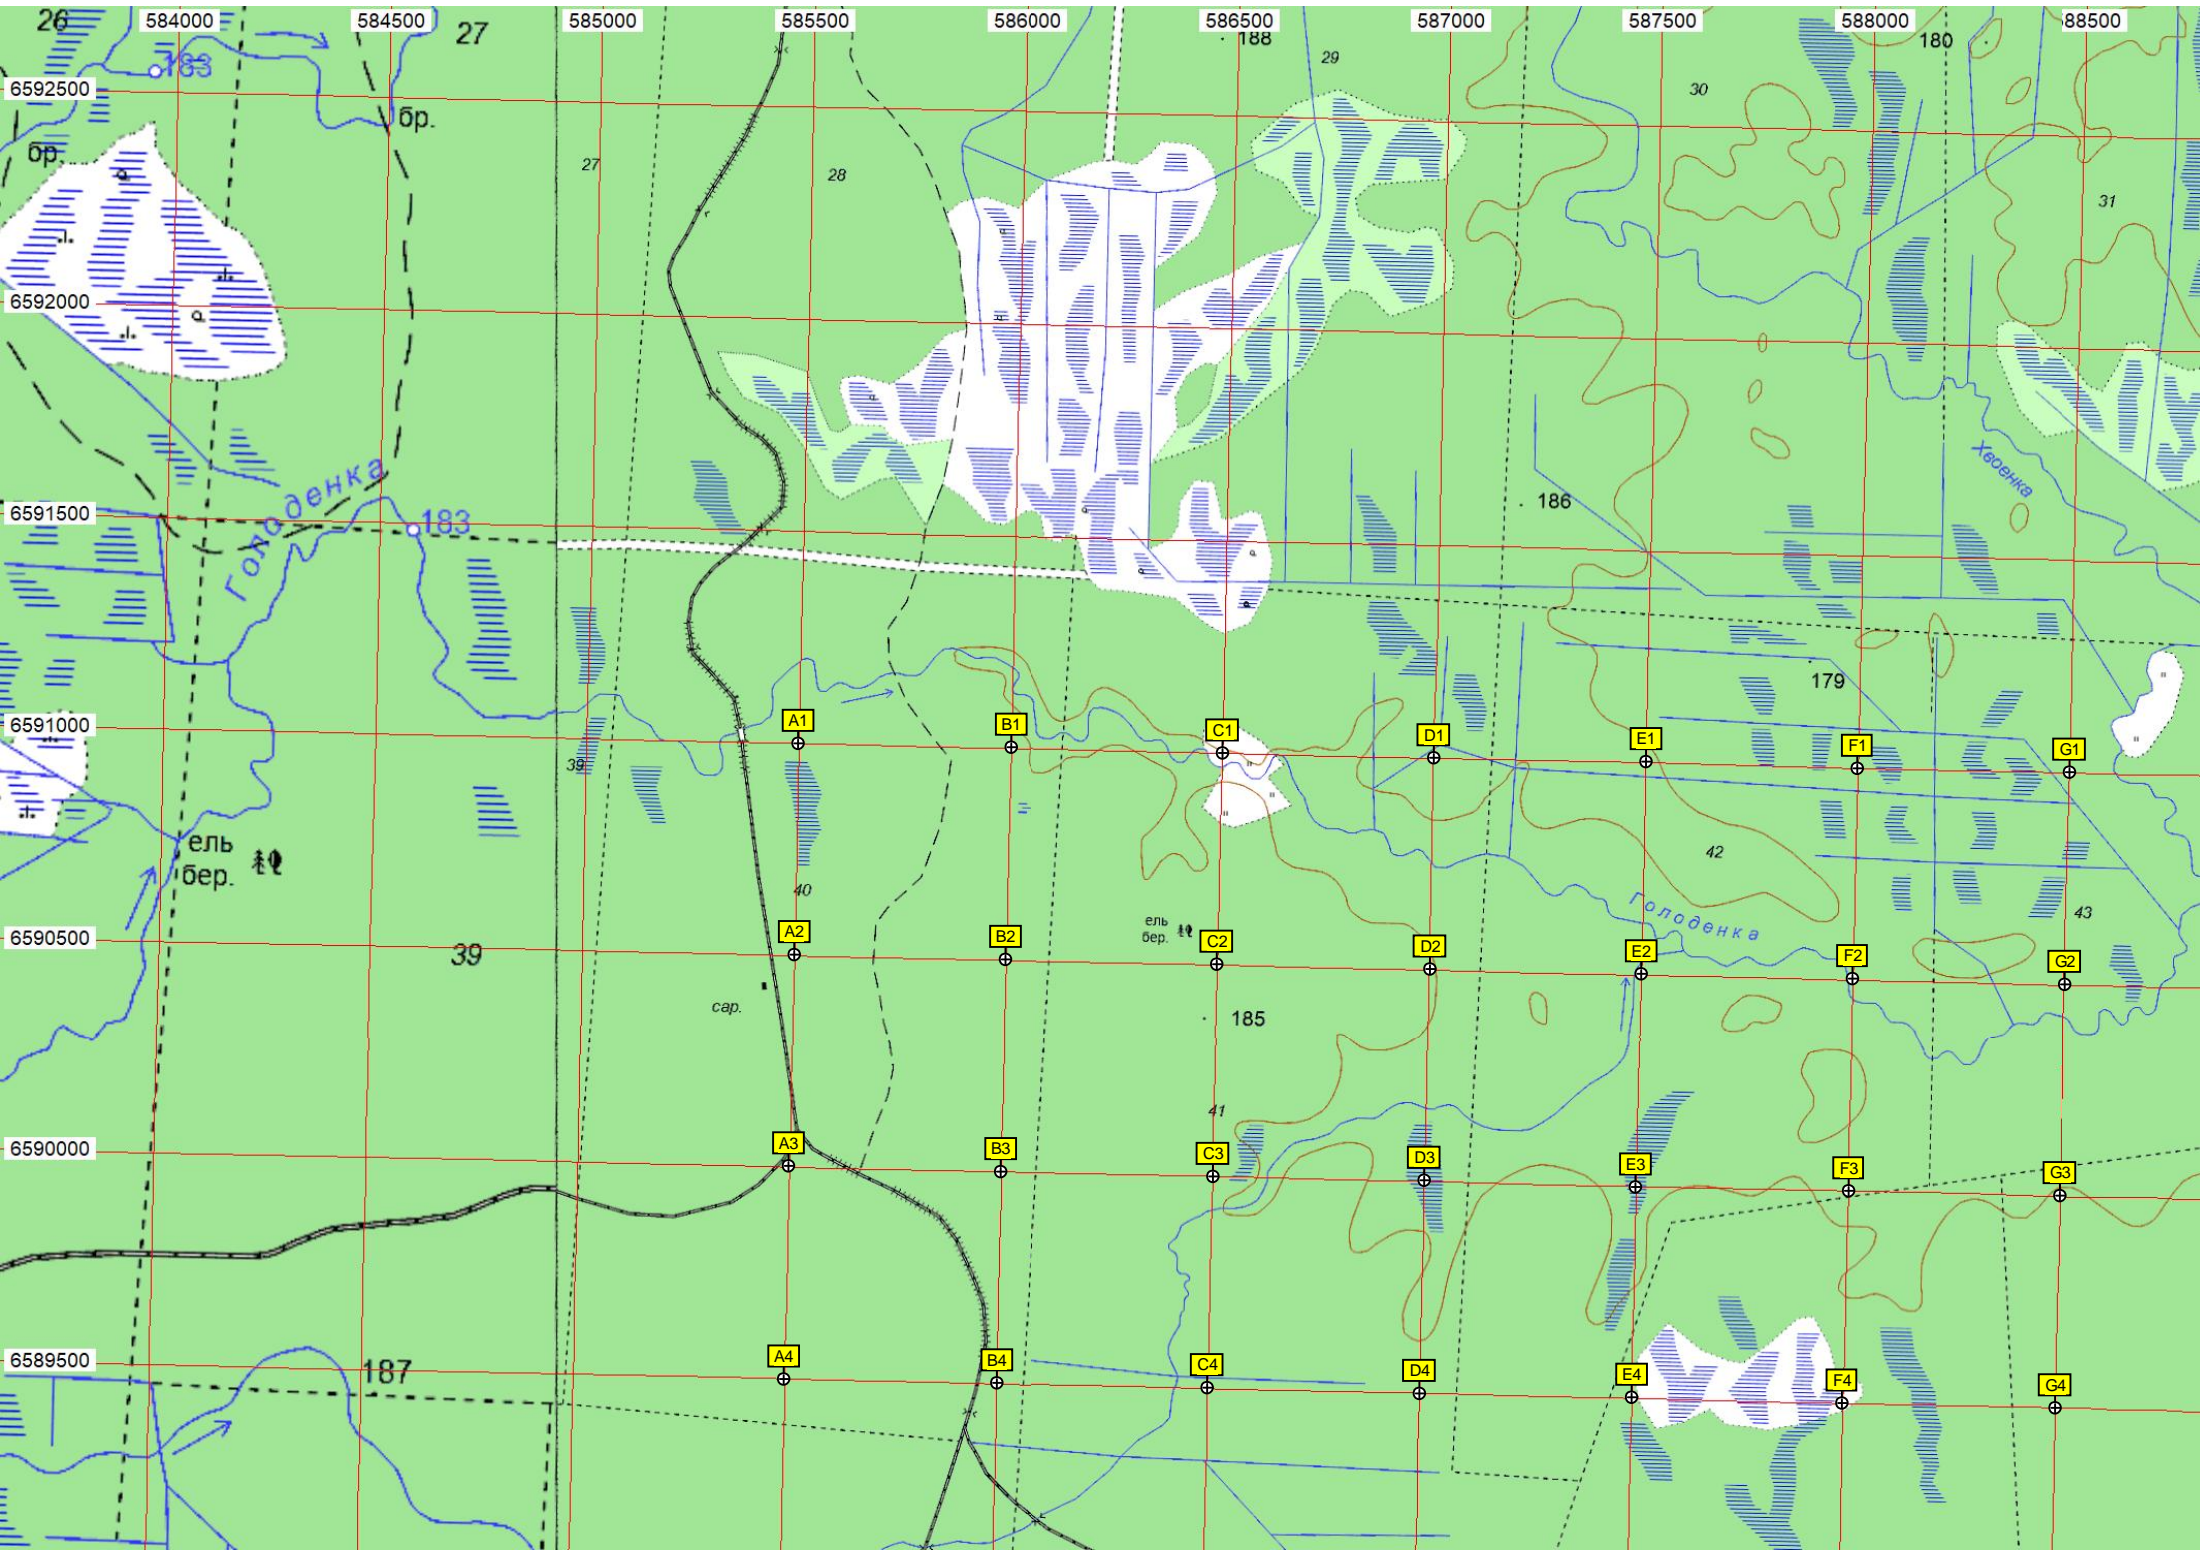 584000 584500 585000 585500 586000 586500 587000 587500 588000 88500
26 27 188 29 180
183
6592500 30
бр.
бр. 27 28 31
6592000
Хвоенка
Голоденка
6591500 183 186
179
6591000 A1 B1 C1 D1 E1 F1 G1
39
ель
бер. 40 42
ель
бер. Голоденка 43
6590500 A2 B2 C2 D2 E2 F2 G2
39
сар. 185
41
6590000 A3 B3 C3 D3 E3 F3 G3
6589500 A4 B4 C4 D4 E4 F4 G4
187